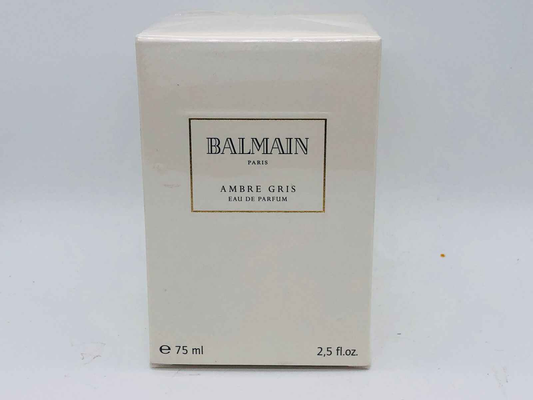 BALMAIN
PARIS
AMBRE GRIS
EAU DE PARFUM
℮ 75 ml 2,5 fl.oz.